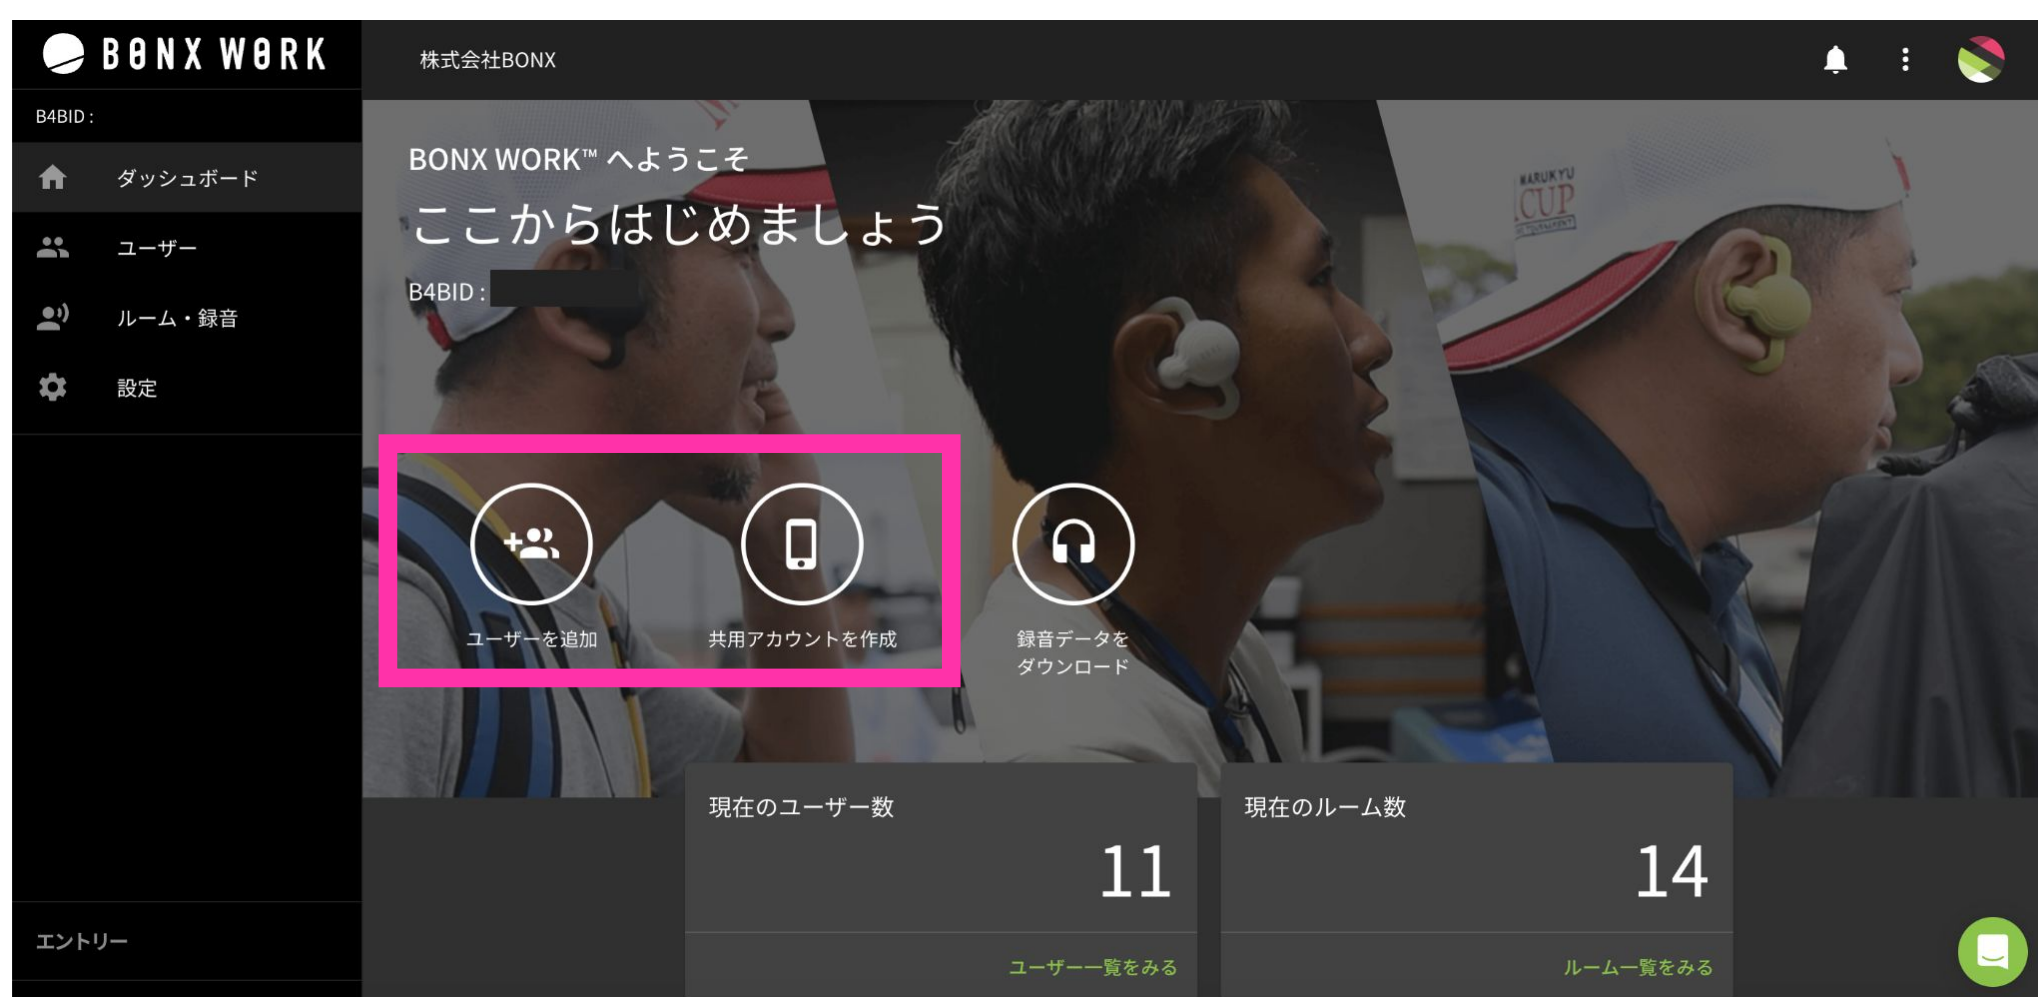 BONX WORK
株式会社BONX
B4BID :
ダッシュボード
ユーザー
ルーム・録音
設定
BONX WORK™ へようこそ
ここからはじめましょう
B4BID :
MARUKYU
CUP
ユーザーを追加
共用アカウントを作成
録音データを
ダウンロード
現在のユーザー数
11
ユーザー一覧をみる
現在のルーム数
14
ルーム一覧をみる
エントリー